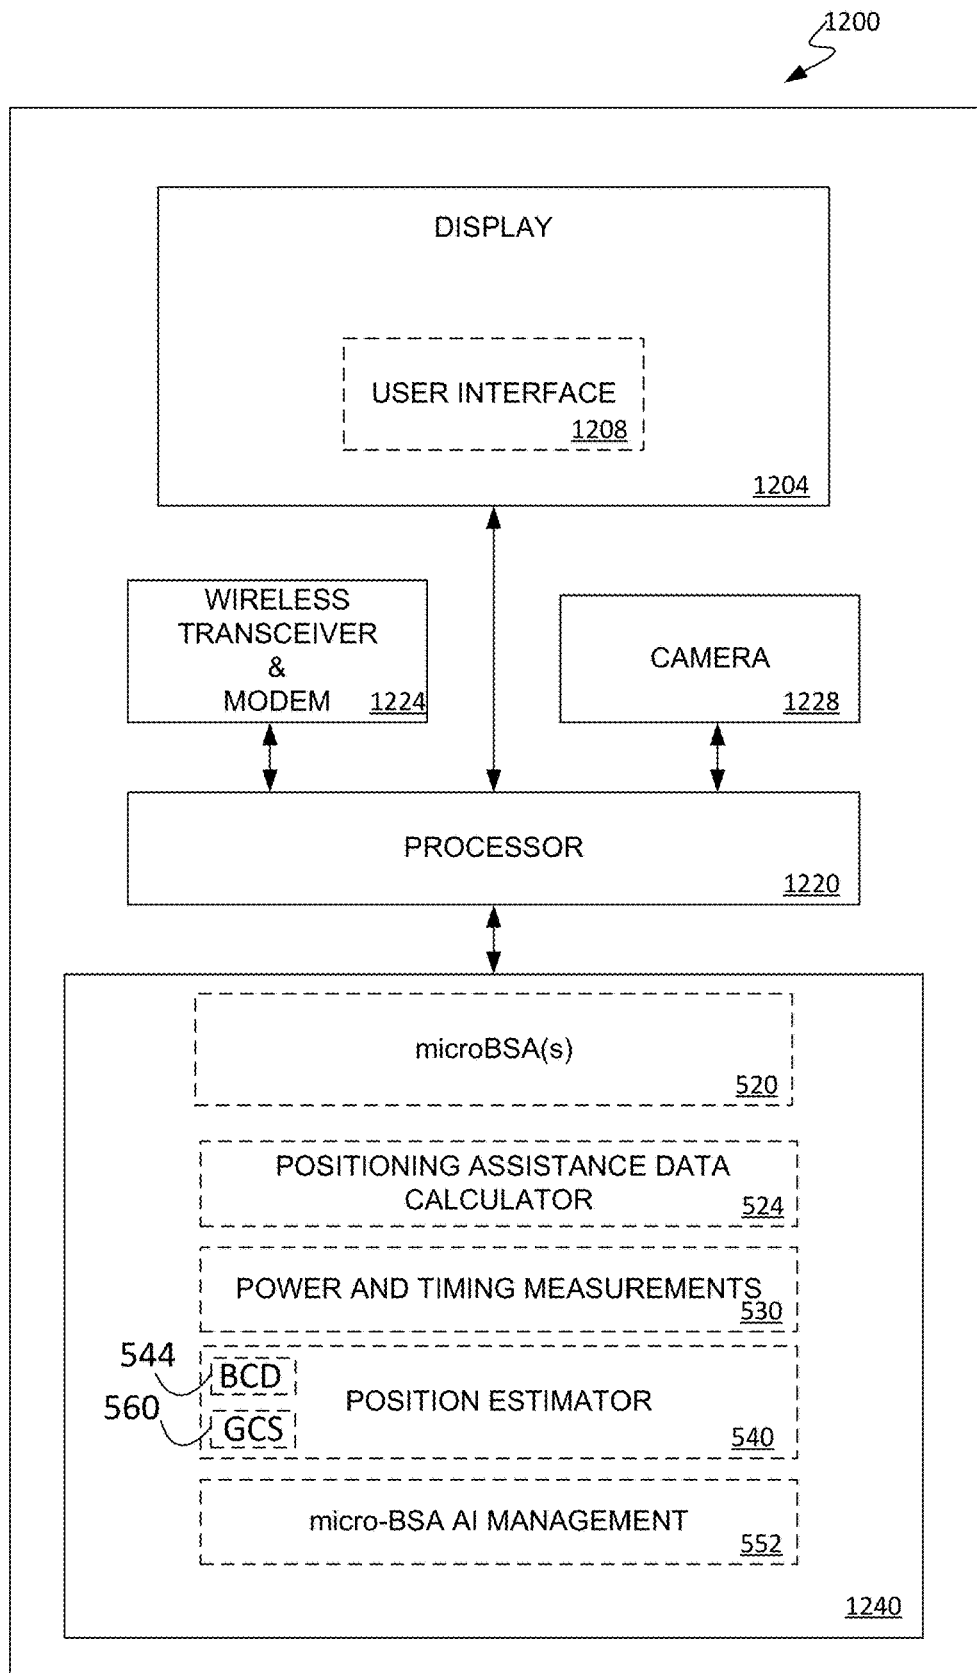 1200
DISPLAY
USER INTERFACE
1208
1204
WIRELESS
TRANSCEIVER
&
MODEM
1224
CAMERA
1228
PROCESSOR
1220
microBSA(s)
520
POSITIONING ASSISTANCE DATA
CALCULATOR
524
POWER AND TIMING MEASUREMENTS
530
544
BCD
560
GCS
POSITION ESTIMATOR
540
micro-BSA AI MANAGEMENT
552
1240